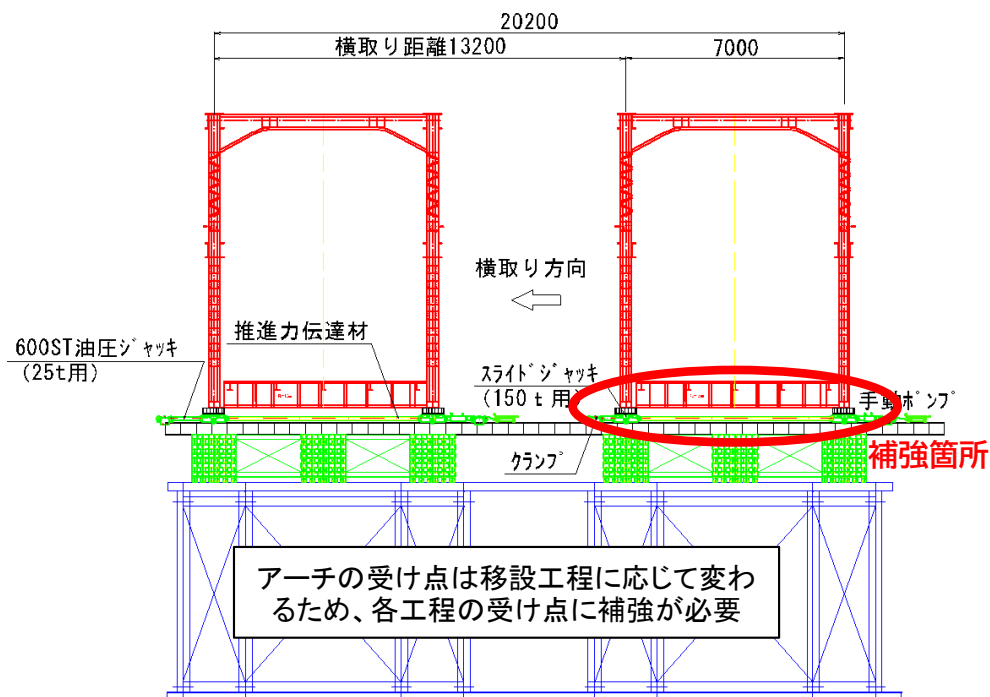 20200
横取り距離13200
7000
横取り方向
推進力伝達材
600ST油圧ジャッキ
(25t用)
スライドジャッキ
(150t用)
手動ポンプ
クランプ
補強箇所
アーチの受け点は移設工程に応じて変わ
るため、各工程の受け点に補強が必要